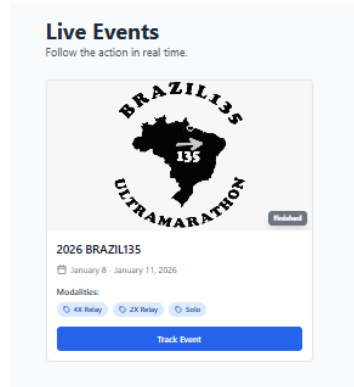 Live Events
Follow the action in real time.
BRAZIL135
135
ULTRAMARATHON
Finished
2026 BRAZIL135
January 8 - January 11, 2026
Modalities:
4X Relay
2X Relay
Solo
Track Event